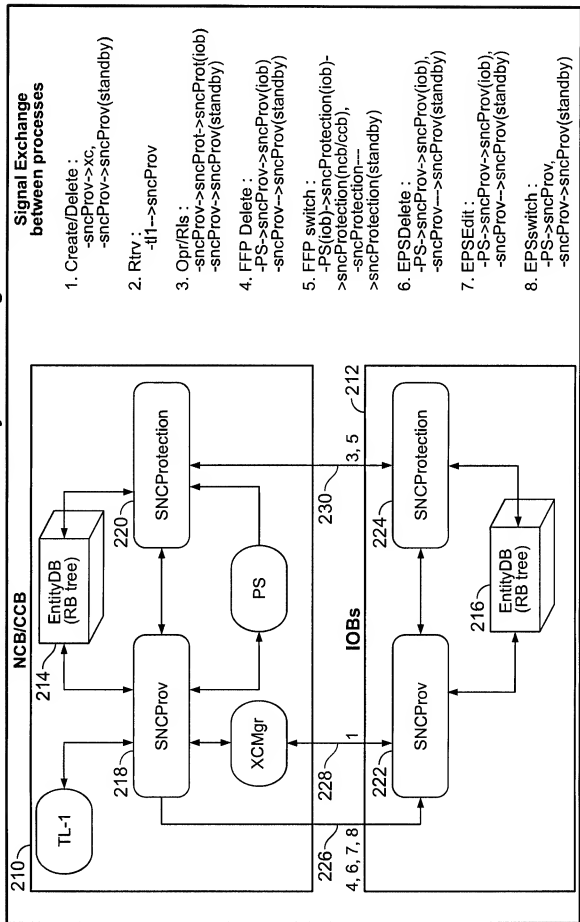 NCB/CCB
210
TL-1
214
EntityDB
(RB tree)
218
SNCProv
220
SNCProtection
XCMgr
PS
226
4, 6, 7, 8
228
1
230
3, 5
IOBs
212
222
SNCProv
224
SNCProtection
216
EntityDB
(RB tree)
Signal Exchange
between processes
1. Create/Delete :
-sncProv->xc,
-sncProv->sncProv(standby)
2. Rtrv :
-tl1-->sncProv
3. Opr/Rls :
-sncProv->sncProt->sncProt(iob)
-sncProv->sncProv(standby)
4. FFP Delete :
-PS->sncProv->sncProv(iob),
-sncProv-->sncProv(standby)
5. FFP switch :
-PS(iob)->sncProtection(iob)-
>sncProtection(ncb/ccb),
-sncProtection---
>sncProtection(standby)
6. EPSDelete :
-PS->sncProv->sncProv(iob),
-sncProv--->sncProv(standby)
7. EPSEdit :
-PS->sncProv->sncProv(iob),
-sncProv-->sncProv(standby)
8. EPSswitch :
-PS->sncProv,
-sncProv->sncProv(iob)